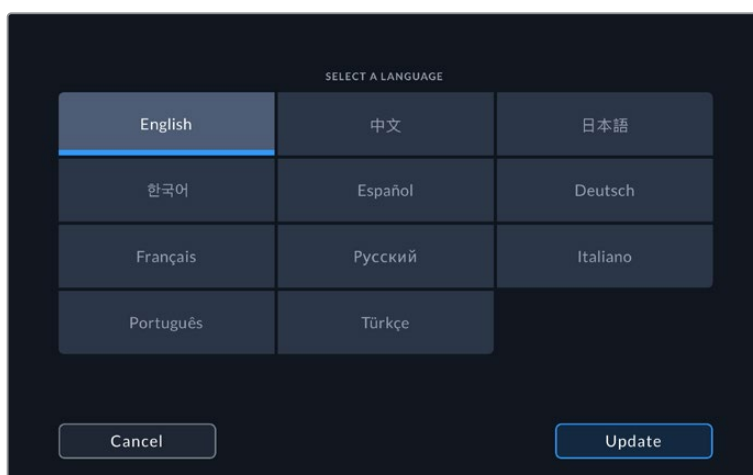 SELECT A LANGUAGE
English 中文 日本語
한국어 Español Deutsch
Français Русский Italiano
Português Türkçe
Cancel Update